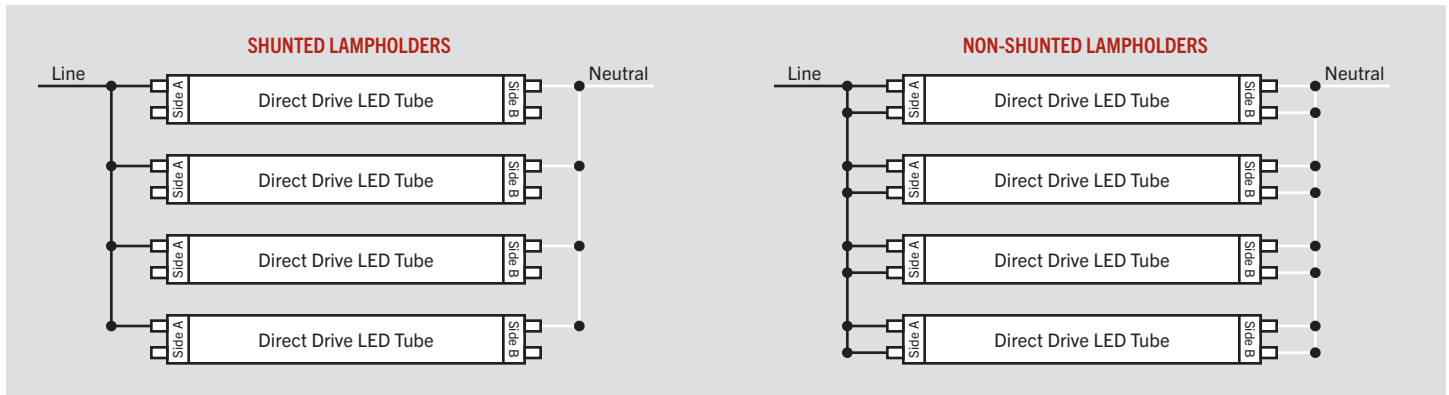 SHUNTED LAMPHOLDERS
Line
Neutral
Side A
Direct Drive LED Tube
Side B
Side A
Direct Drive LED Tube
Side B
Side A
Direct Drive LED Tube
Side B
Side A
Direct Drive LED Tube
Side B
NON-SHUNTED LAMPHOLDERS
Line
Neutral
Side A
Direct Drive LED Tube
Side B
Side A
Direct Drive LED Tube
Side B
Side A
Direct Drive LED Tube
Side B
Side A
Direct Drive LED Tube
Side B